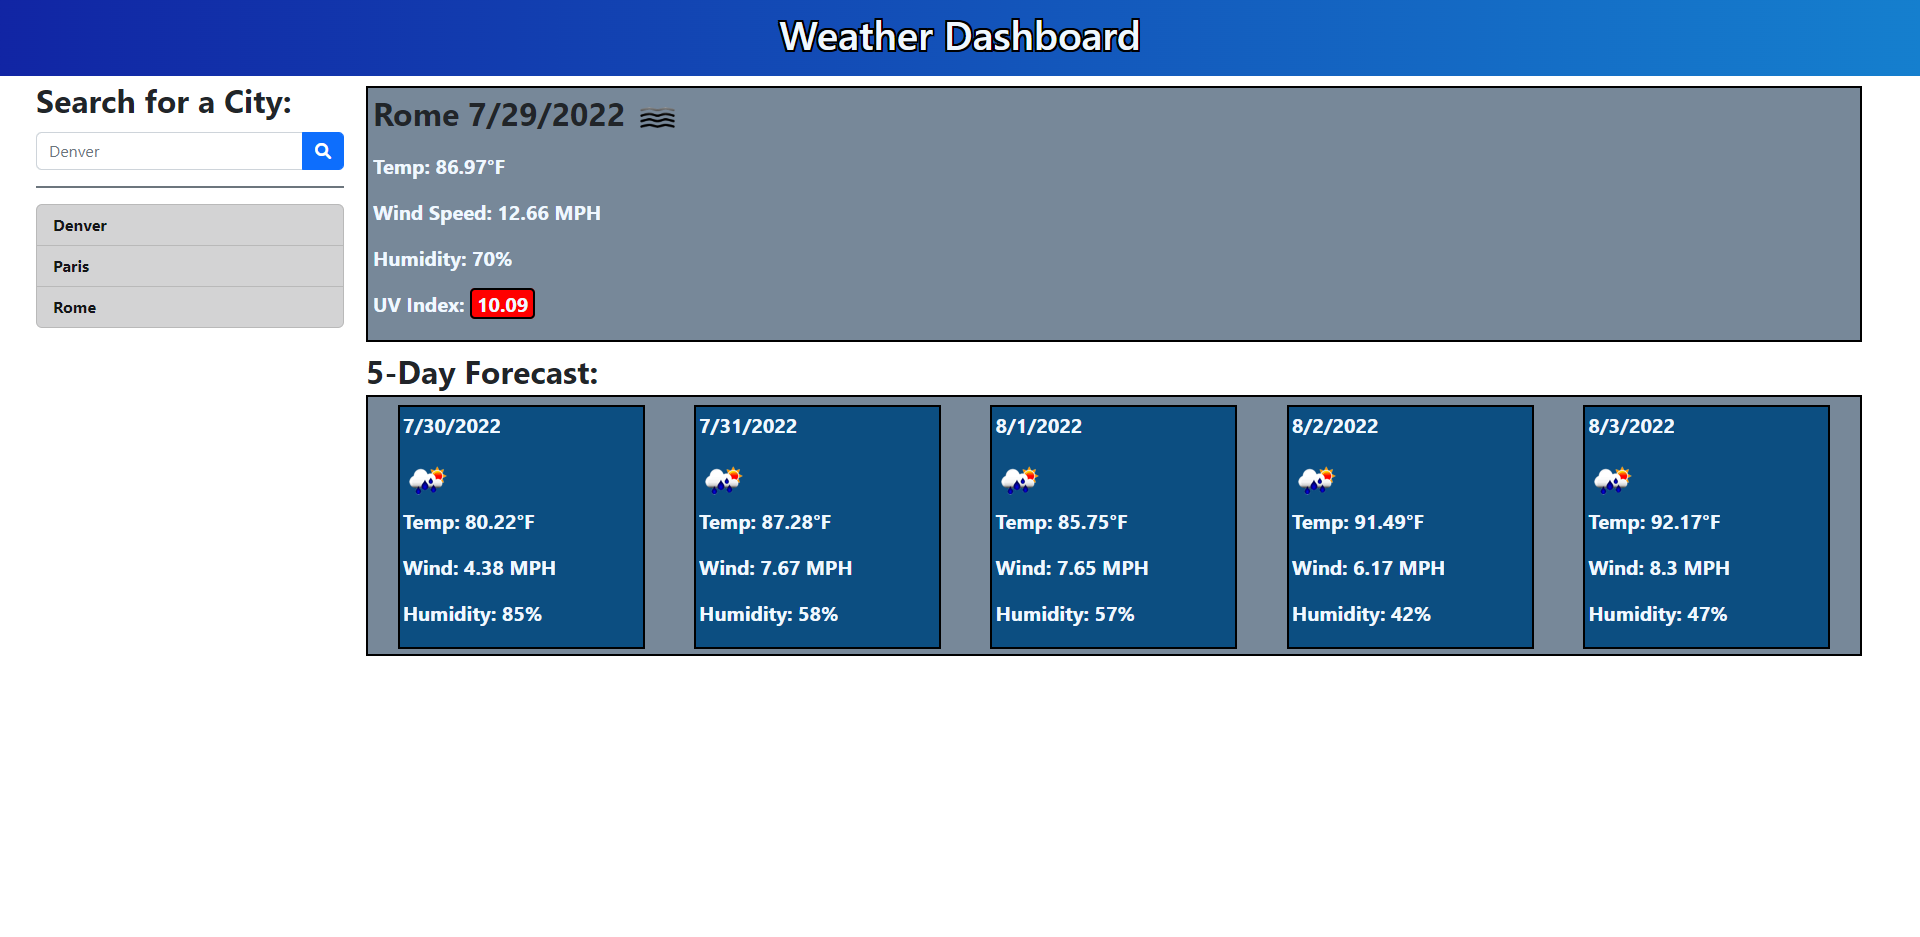 Weather Dashboard
Search for a City:
Denver
Denver
Paris
Rome
Rome 7/29/2022
Temp: 86.97°F
Wind Speed: 12.66 MPH
Humidity: 70%
UV Index: 10.09
5-Day Forecast:
7/30/2022
Temp: 80.22°F
Wind: 4.38 MPH
Humidity: 85%
7/31/2022
Temp: 87.28°F
Wind: 7.67 MPH
Humidity: 58%
8/1/2022
Temp: 85.75°F
Wind: 7.65 MPH
Humidity: 57%
8/2/2022
Temp: 91.49°F
Wind: 6.17 MPH
Humidity: 42%
8/3/2022
Temp: 92.17°F
Wind: 8.3 MPH
Humidity: 47%